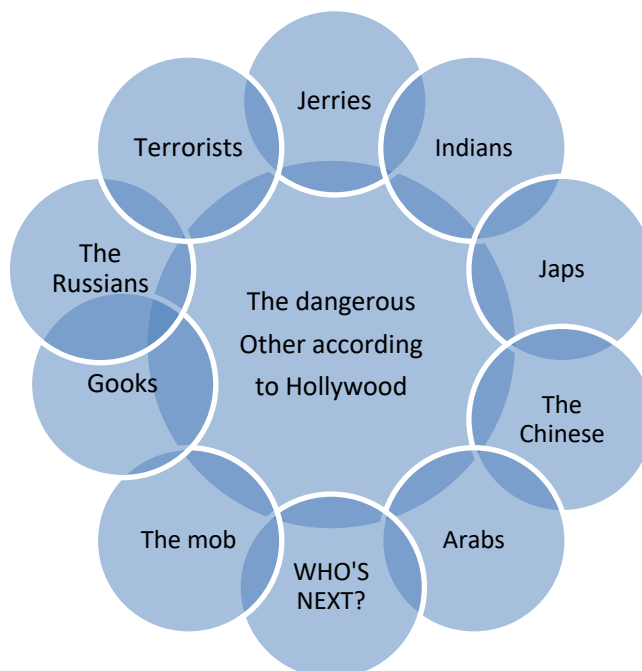 Jerries
Terrorists
Indians
The
Russians
Japs
The dangerous
Other according
to Hollywood
Gooks
The
Chinese
The mob
Arabs
WHO'S
NEXT?